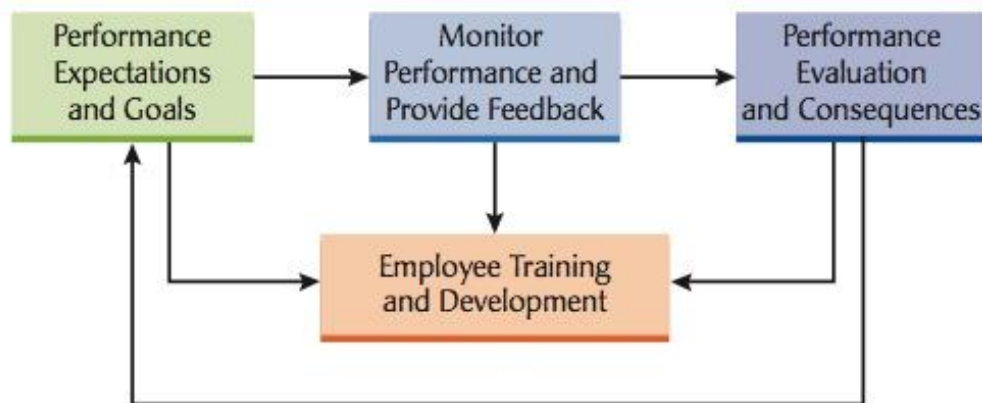 Performance
Expectations
and Goals
Monitor
Performance and
Provide Feedback
Performance
Evaluation
and Consequences
Employee Training
and Development